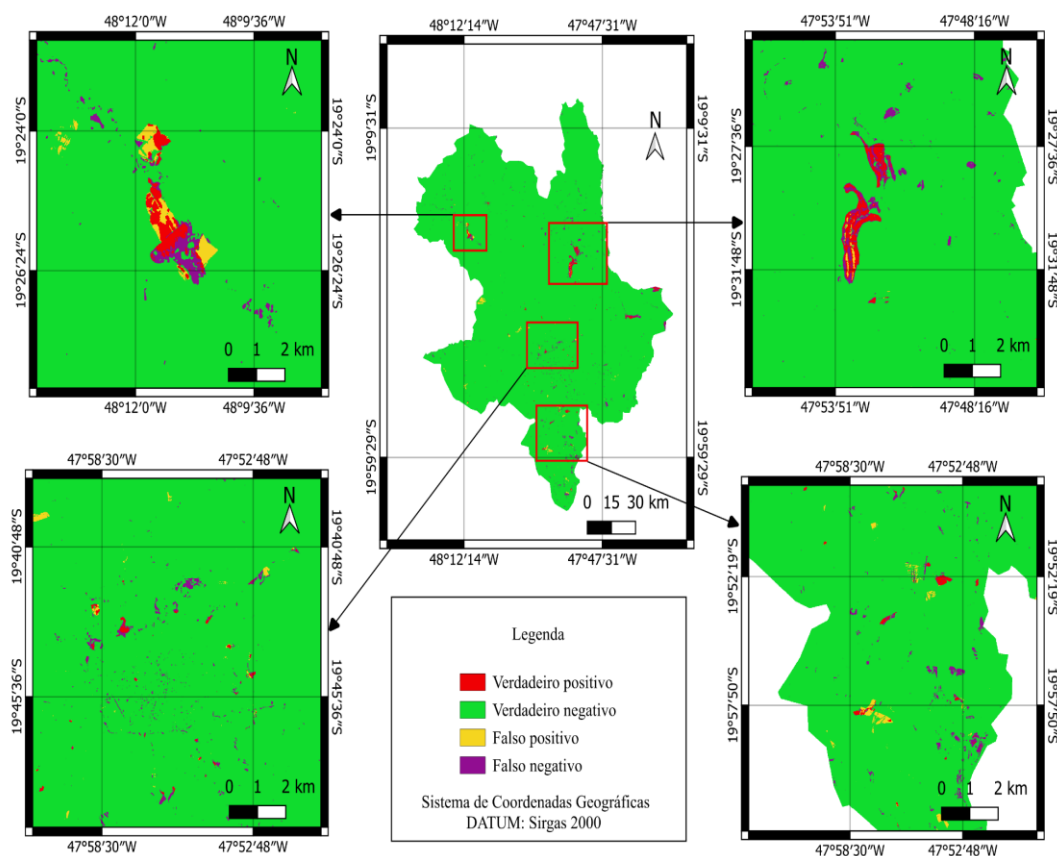 48°12′0″W 48°9′36″W
N
19°24′0″S
19°24′0″S
19°26′24″S
19°26′24″S
0 1 2 km
48°12′0″W 48°9′36″W
48°12′14″W 47°47′31″W
N
19°9′31″S
19°9′31″S
19°59′29″S
19°59′29″S
0 15 30 km
48°12′14″W 47°47′31″W
47°53′51″W 47°48′16″W
N
19°27′36″S
19°27′36″S
19°31′48″S
19°31′48″S
0 1 2 km
47°53′51″W 47°48′16″W
47°58′30″W 47°52′48″W
N
19°40′48″S
19°40′48″S
19°45′36″S
19°45′36″S
0 1 2 km
47°58′30″W 47°52′48″W
Legenda
Verdadeiro positivo
Verdadeiro negativo
Falso positivo
Falso negativo
Sistema de Coordenadas Geográficas
DATUM: Sirgas 2000
47°58′30″W 47°52′48″W
N
19°52′19″S
19°52′19″S
19°57′50″S
19°57′50″S
0 1 2 km
47°58′30″W 47°52′48″W